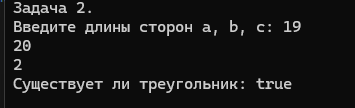 Задача 2.
Введите длины сторон a, b, c: 19
20
2
Существует ли треугольник: true